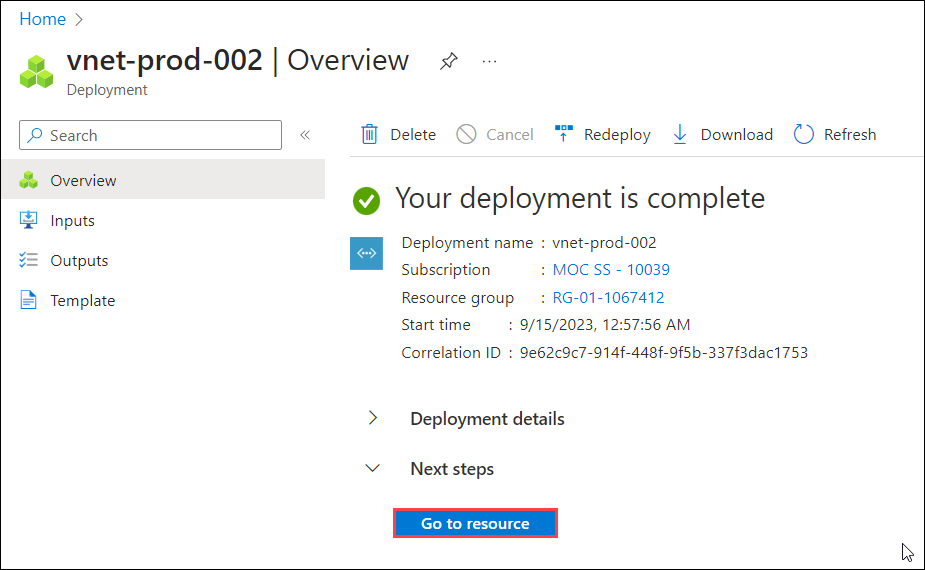 Home
vnet-prod-002 | Overview
Deployment
Search
Overview
Inputs
Outputs
Template
Delete Cancel Redeploy Download Refresh
Your deployment is complete
Deployment name : vnet-prod-002
Subscription : MOC SS - 10039
Resource group : RG-01-1067412
Start time : 9/15/2023, 12:57:56 AM
Correlation ID : 9e62c9c7-914f-448f-9f5b-337f3dac1753
Deployment details
Next steps
Go to resource